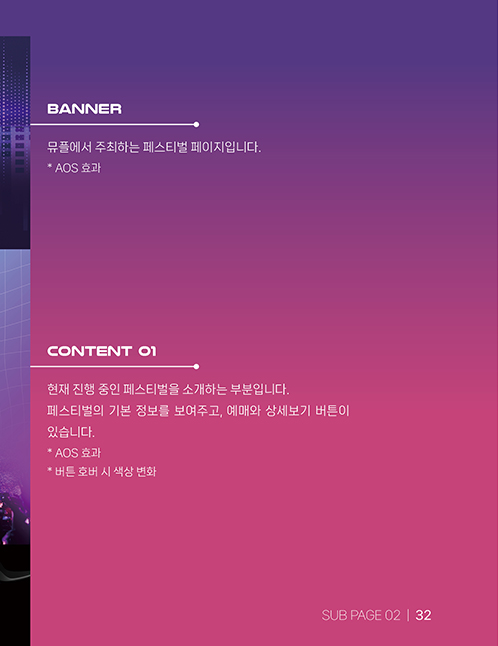 BANNER
뮤플에서 주최하는 페스티벌 페이지입니다.
* AOS 효과
CONTENT 01
현재 진행 중인 페스티벌을 소개하는 부분입니다.
페스티벌의 기본 정보를 보여주고, 예매와 상세보기 버튼이
있습니다.
* AOS 효과
* 버튼 호버 시 색상 변화
SUB PAGE 02 | 32